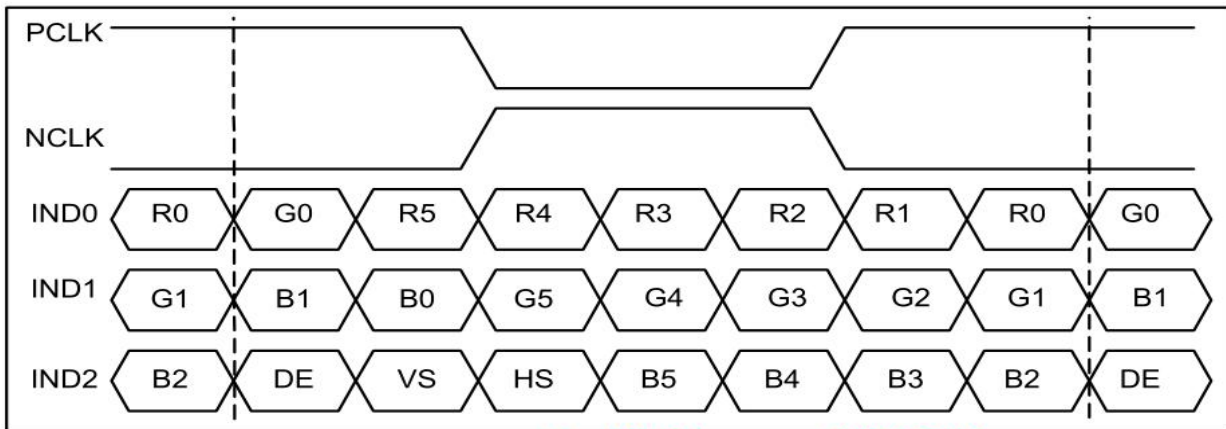 PCLK
NCLK
IND0 R0 G0 R5 R4 R3 R2 R1 R0 G0
IND1 G1 B1 B0 G5 G4 G3 G2 G1 B1
IND2 B2 DE VS HS B5 B4 B3 B2 DE